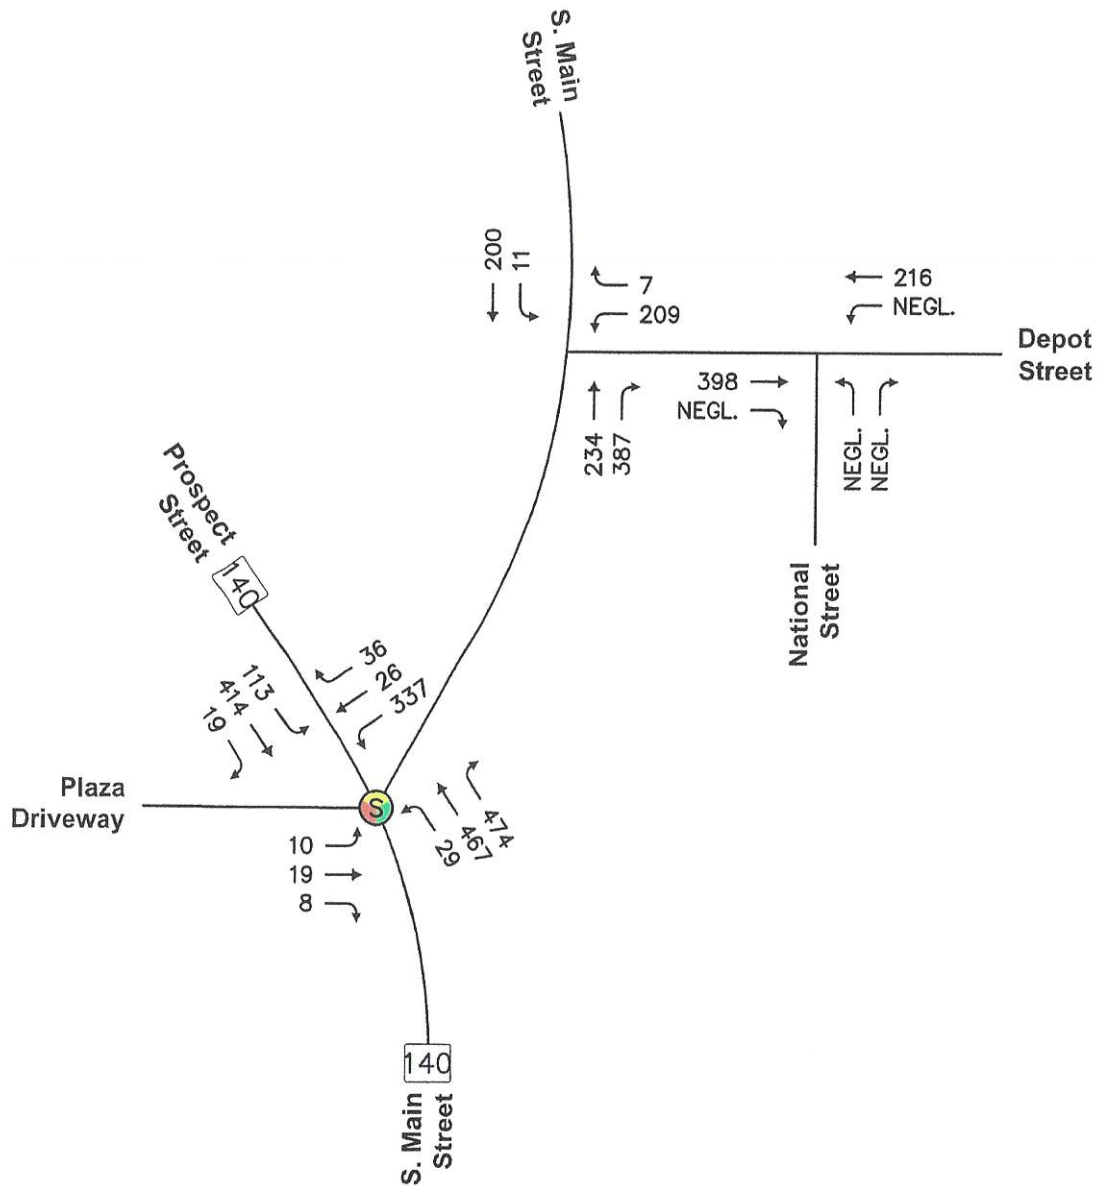 S. Main
Street
200
11
7
209
216
NEGL.
Depot
Street
398
NEGL.
234
387
NEGL.
NEGL.
National
Street
Prospect
Street
140
36
26
337
113
414
19
Plaza
Driveway
S
10
19
8
474
467
29
140
S. Main
Street